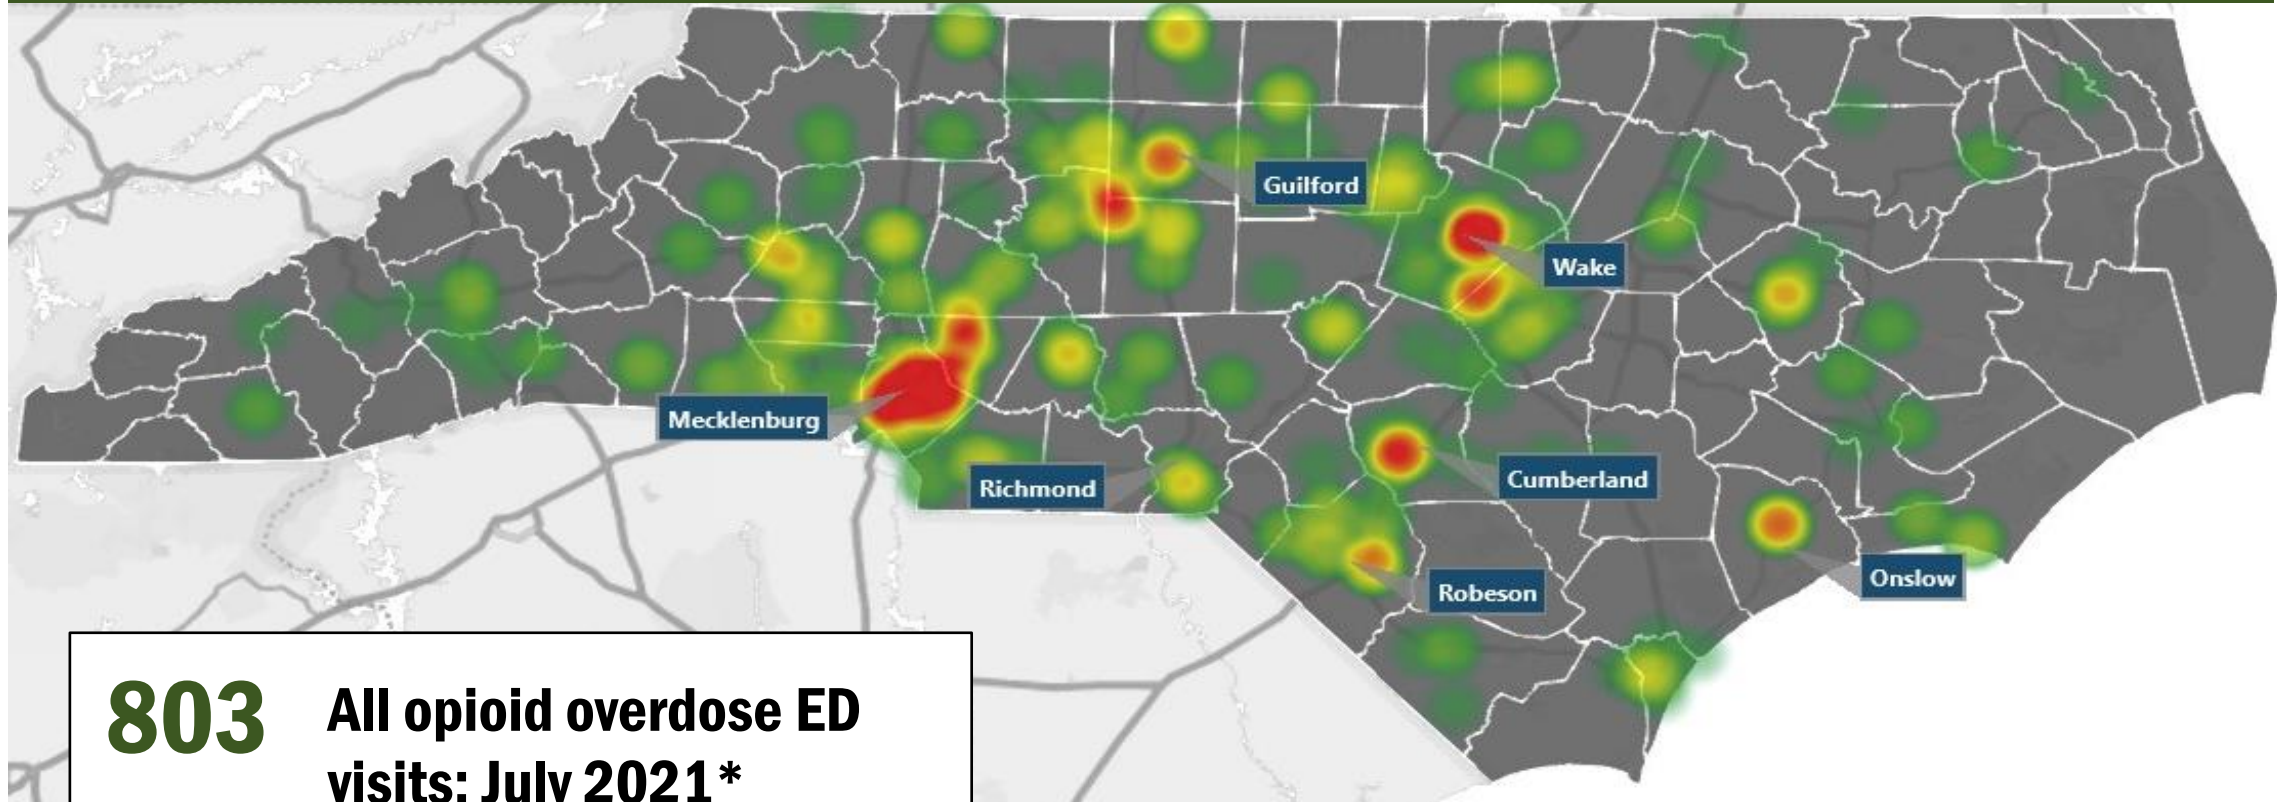 Guilford
Wake
Mecklenburg
Richmond
Cumberland
Robeson
Onslow
803 All opioid overdose ED
visits: July 2021*